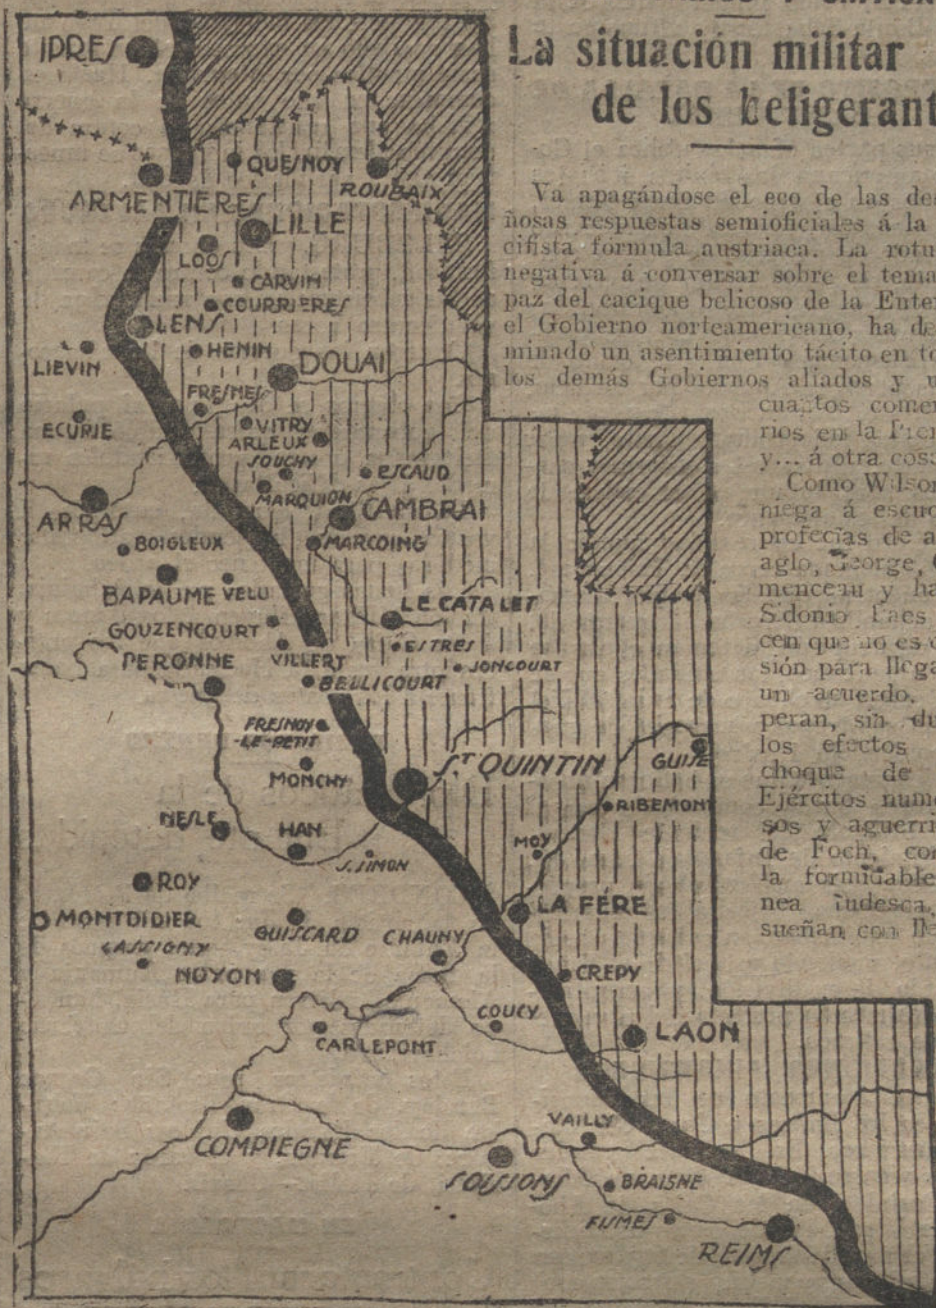 La situación militar
de los beligerant
Va apagándose el eco de las de
ñosas respuestas semioficiales á la
cifista fórmula austriaca. La rotu
negativa á conversar sobre el tema
paz del cacique belicoso de la Enter
el Gobierno norteamericano, ha de
minado un asentimiento tácito en to
los demás Gobiernos aliados y u
cuantos comer
rios en la
y... á otra cosa
Como Wilson
niega á escuc
profecías de a
aglo, George,
menceau y ha
Sidonio Paes
cen que no es
sión para llega
un acuerdo,
peran, sin du
los efectos
choque de
Ejércitos nume
sos y aguerri
de Foch, con
la formidable
nea tudesca,
sueñan con
IPRES
QUESNOY
ROUBAIX
ARMENTIERES
LILLE
LOOS
CARVIN
COURRIERES
LENS
HENIN
LIEVIN
DOUAI
FRESNES
ECURIE
VITRY
ARLEUX
SOUCHY
ESCAUD
MARQUION
ARRAS
CAMBRAI
BOIGLEUX
MARCOING
BAPAUME
VELU
LE CATALET
GOUZENCOURT
ESTRES
PERONNE
VILLERT
JONCOURT
BELLICOURT
FRESNOY
-LE-PETIT
S.T QUINTIN
GUISE
MONCHY
RIBEMONT
NESLE
HAN
MOY
S. SIMON
ROY
LA FÉRE
MONTDIDIER
GUISCARD
CHAUNY
LASSIGNY
NOYON
CREPY
COUCY
LAON
CARLEPONT
VAILLY
COMPIEGNE
SOISSONS
BRAISNE
FISMES
REIMS